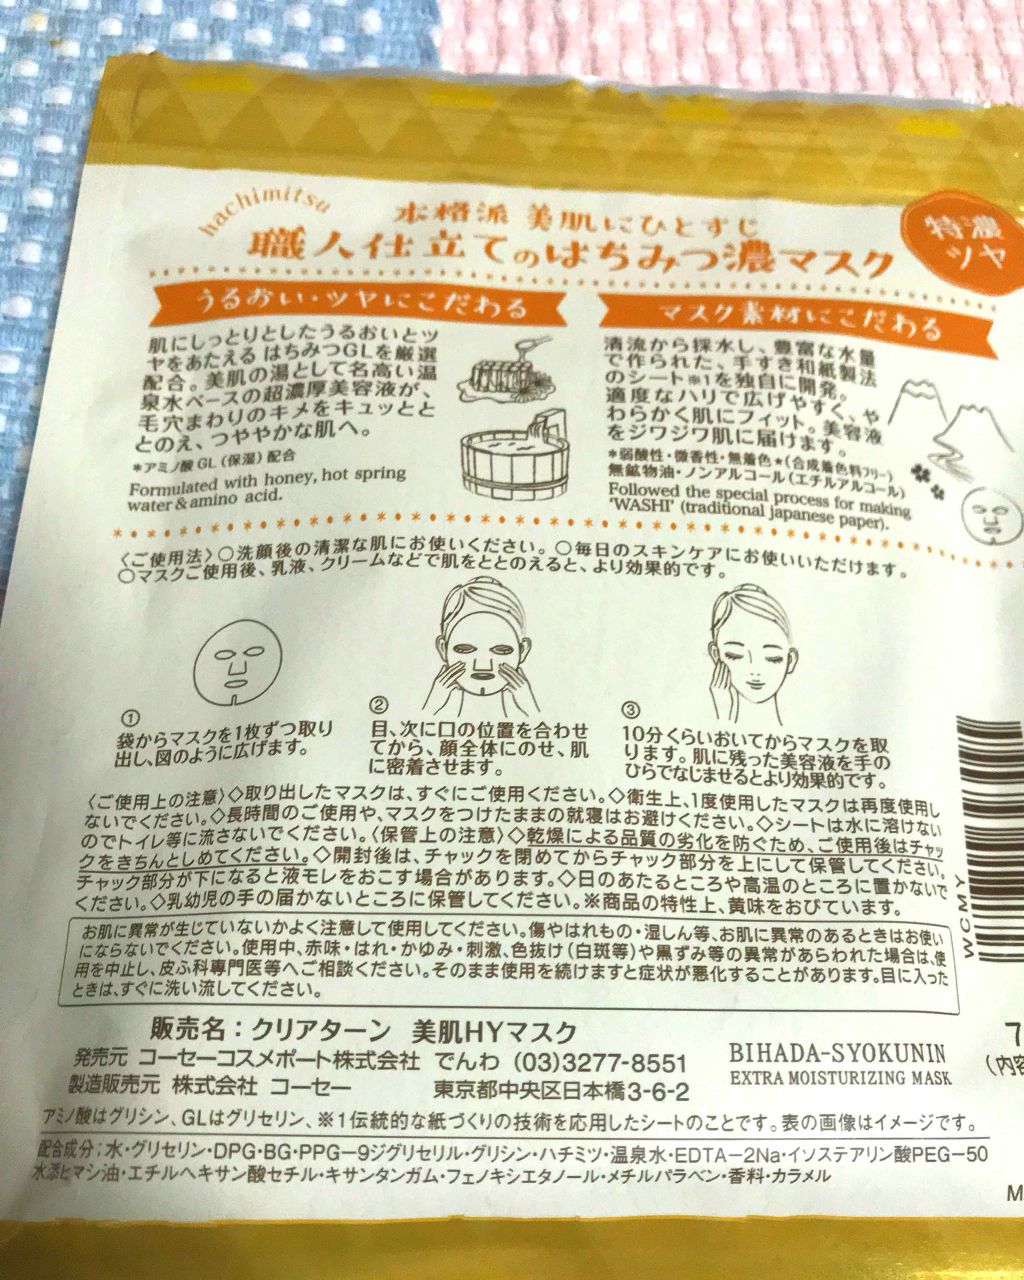 hachimitsu
本格派 美肌にひとすじ
職人仕立てのはちみつ濃マスク
特濃
ツヤ
うるおい・ツヤにこだわる
肌にしっとりとしたうるおいとツ
ヤをあたえる はちみつGLを厳選
配合。美肌の湯として名高い温
泉水ベースの超濃厚美容液が、
毛穴まわりのキメをキュッとと
とのえ、つややかな肌へ。
*アミノ酸GL(保湿)配合
Formulated with honey, hot spring
water & amino acid.
マスク素材にこだわる
清流から採水し、豊富な水量
で作られた、手すき和紙製法
のシート※1を独自に開発。
適度なハリで広げやすく、や
わらかく肌にフィット。美容液
をジワジワ肌に届けます。
*弱酸性・微香性・無着色★(合成着色料フリー)
無鉱物油・ノンアルコール(エチルアルコール)
Followed the special process for making
'WASHI' (traditional japanese paper).
〈ご使用法〉○洗顔後の清潔な肌にお使いください。○毎日のスキンケアにお使いいただけます。
○マスクご使用後、乳液、クリームなどで肌をととのえると、より効果的です。
①
袋からマスクを1枚ずつ取り
出し、図のように広げます。
②
目、次に口の位置を合わせ
てから、顔全体にのせ、肌
に密着させます。
③
10分くらいおいてからマスクを取
ります。肌に残った美容液を手の
ひらでなじませるとより効果的です。
〈ご使用上の注意〉◇取り出したマスクは、すぐにご使用ください。◇衛生上、1度使用したマスクは再度使用し
ないでください。◇長時間のご使用や、マスクをつけたままの就寝はお避けください。◇シートは水に溶けない
のでトイレ等に流さないでください。〈保管上の注意〉◇乾燥による品質の劣化を防ぐため、ご使用後はチャッ
クをきちんとしめてください。◇開封後は、チャックを閉めてからチャック部分を上にして保管してください。
チャック部分が下になると液モレをおこす場合があります。◇日のあたるところや高温のところに置かないで
ください。◇乳幼児の手の届かないところに保管してください。※商品の特性上、黄味をおびています。
お肌に異常が生じていないかよく注意して使用してください。傷やはれもの・湿しん等、お肌に異常のあるときはお使い
にならないでください。使用中、赤味・はれ・かゆみ・刺激、色抜け(白斑等)や黒ずみ等の異常があらわれた場合は、使
用を中止し、皮ふ科専門医等へご相談ください。そのまま使用を続けますと症状が悪化することがあります。目に入った
ときは、すぐに洗い流してください。
WCMY
販売名:クリアターン 美肌HYマスク
発売元 コーセーコスメポート株式会社 でんわ (03)3277-8551
製造販売元 株式会社 コーセー 東京都中央区日本橋3-6-2
BIHADA-SYOKUNIN
EXTRA MOISTURIZING MASK
7
(内容
アミノ酸はグリシン、GLはグリセリン、※1伝統的な紙づくりの技術を応用したシートのことです。表の画像はイメージです。
配合成分:水・グリセリン・DPG・BG・PPG-9ジグリセリル・グリシン・ハチミツ・温泉水・EDTA-2Na・イソステアリン酸PEG-50
水添ヒマシ油・エチルヘキサン酸セチル・キサンタンガム・フェノキシエタノール・メチルパラベン・香料・カラメル
M